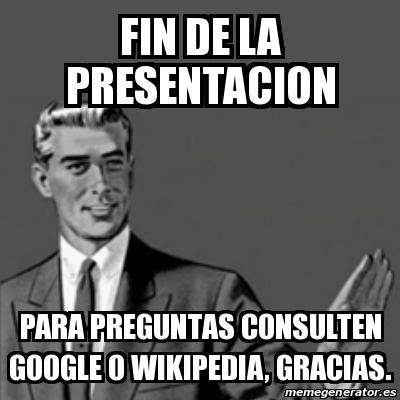 FIN DE LA
PRESENTACION
PARA PREGUNTAS CONSULTEN
GOOGLE O WIKIPEDIA, GRACIAS.
memegenerator.es